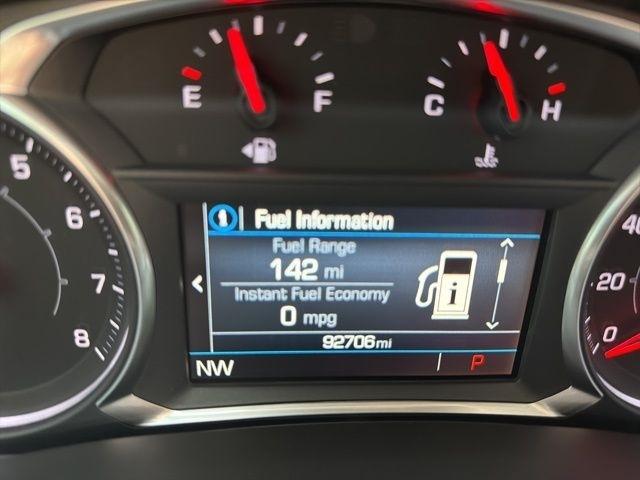 E F
C H
5
6
7
8
i Fuel Information
Fuel Range
142 mi
Instant Fuel Economy
0 mpg
i
92706mi
NW P
40
20
0